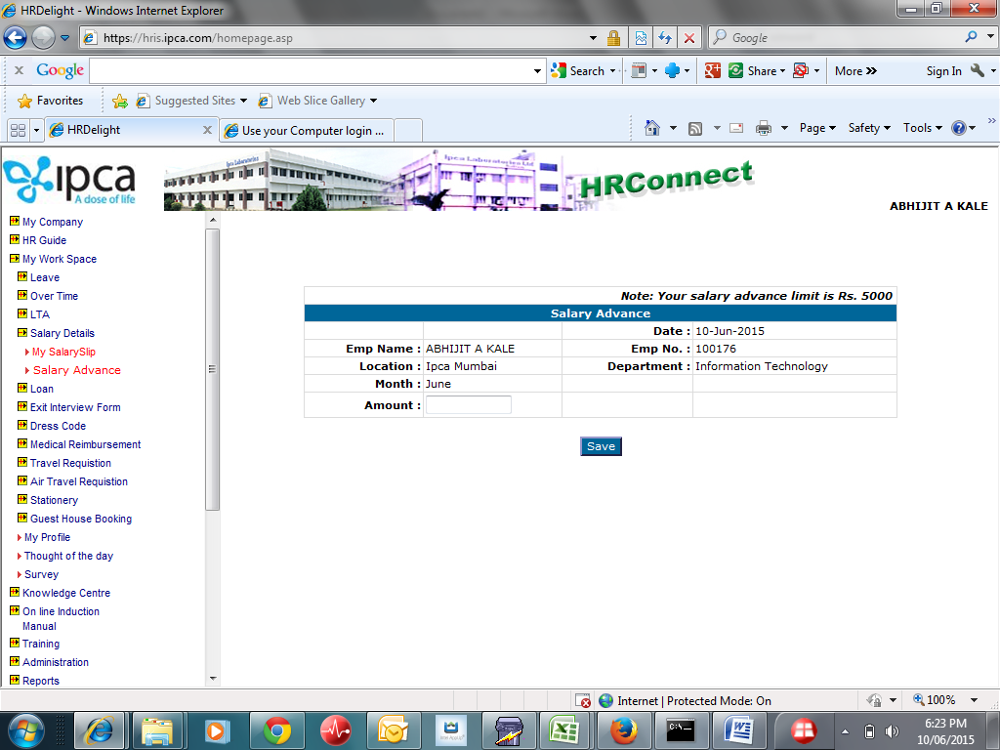 HRDelight - Windows Internet Explorer
https://hris.ipca.com/homepage.asp
Google
x Google Search Share More » Sign In
Favorites Suggested Sites Web Slice Gallery
HRDelight x Use your Computer login ... Page Safety Tools »
ipca
A dose of life
Ipca Laboratories
Ipca Laboratories Ltd
HRConnect
ABHIJIT A KALE
My Company
HR Guide
My Work Space
Leave
Over Time
LTA
Salary Details
My SalarySlip
Salary Advance
Loan
Exit Interview Form
Dress Code
Medical Reimbursement
Travel Requistion
Air Travel Requistion
Stationery
Guest House Booking
My Profile
Thought of the day
Survey
Knowledge Centre
On line Induction
Manual
Training
Administration
Reports
Note: Your salary advance limit is Rs. 5000
Salary Advance
Date : 10-Jun-2015
Emp Name : ABHIJIT A KALE Emp No. : 100176
Location : Ipca Mumbai Department : Information Technology
Month : June
Amount :
Save
Internet | Protected Mode: On 100%
6:23 PM
10/06/2015